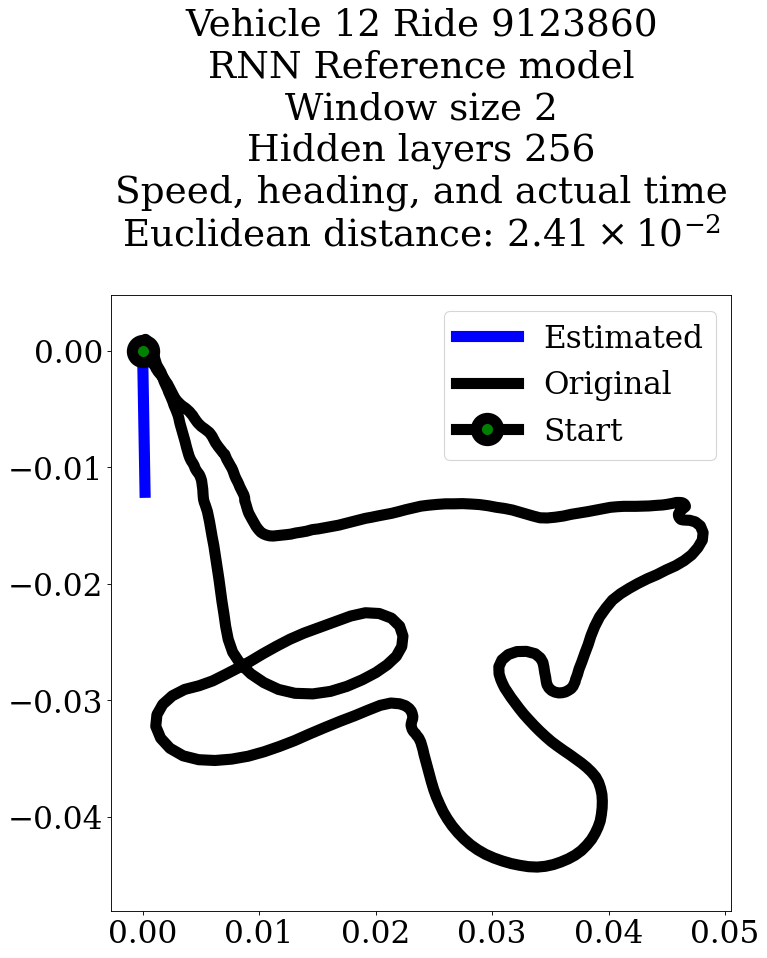 Vehicle 12 Ride 9123860
RNN Reference model
Window size 2
Hidden layers 256
Speed, heading, and actual time
Euclidean distance: 2.41 × 10⁻²
Estimated
Original
Start
0.00
−0.01
−0.02
−0.03
−0.04
0.00 0.01 0.02 0.03 0.04 0.05